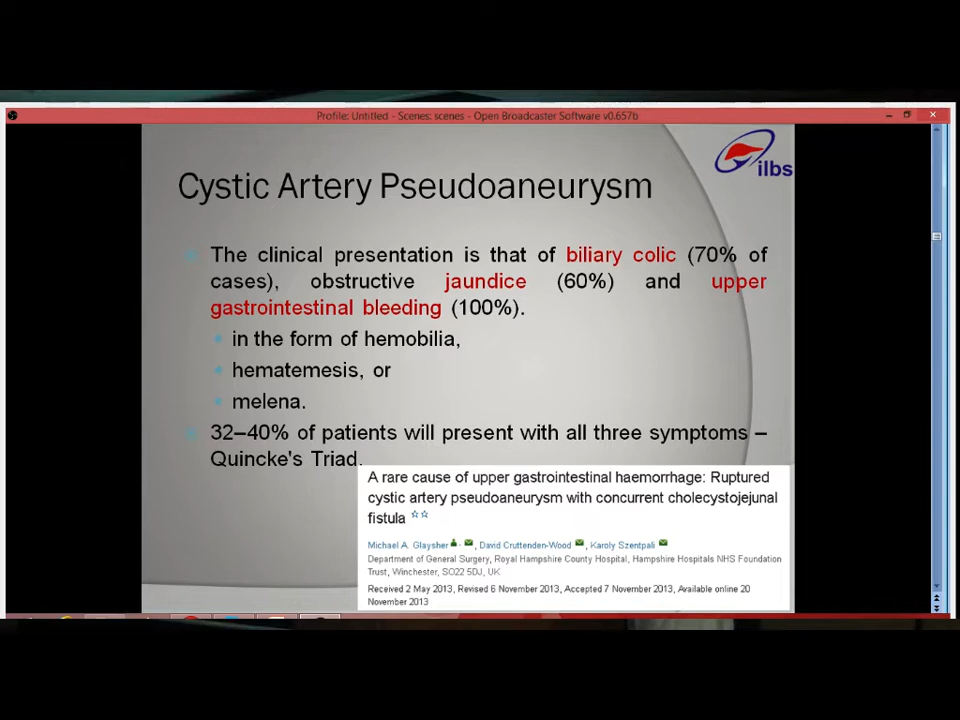 Profile: Untitled - Scenes: scenes - Open Broadcaster Software v0.657b
ilbs
Cystic Artery Pseudoaneurysm
The clinical presentation is that of biliary colic (70% of
cases), obstructive jaundice (60%) and upper
gastrointestinal bleeding (100%).
in the form of hemobilia,
hematemesis, or
melena.
32–40% of patients will present with all three symptoms –
Quincke's Triad.
A rare cause of upper gastrointestinal haemorrhage: Ruptured
cystic artery pseudoaneurysm with concurrent cholecystojejunal
fistula ☆☆
Michael A. Glaysher, David Cruttenden-Wood, Karoly Szentpali
Department of General Surgery, Royal Hampshire County Hospital, Hampshire Hospitals NHS Foundation
Trust, Winchester, SO22 5DJ, UK
Received 2 May 2013, Revised 6 November 2013, Accepted 7 November 2013, Available online 20
November 2013